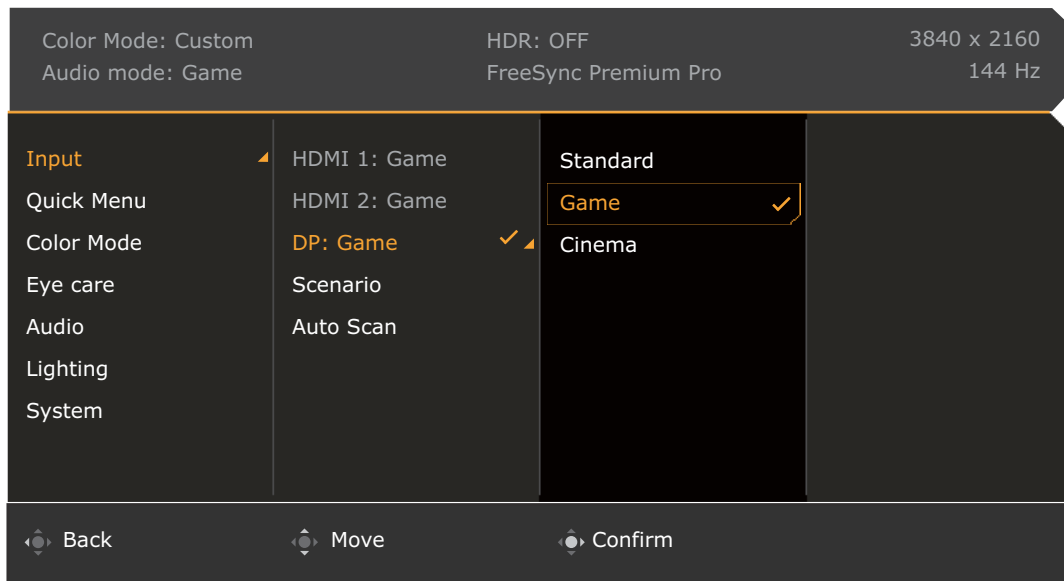 Color Mode: Custom
HDR: OFF
3840 x 2160
Audio mode: Game
FreeSync Premium Pro
144 Hz
Input
Quick Menu
Color Mode
Eye care
Audio
Lighting
System
HDMI 1: Game
HDMI 2: Game
DP: Game
Scenario
Auto Scan
Standard
Game
Cinema
Back
Move
Confirm